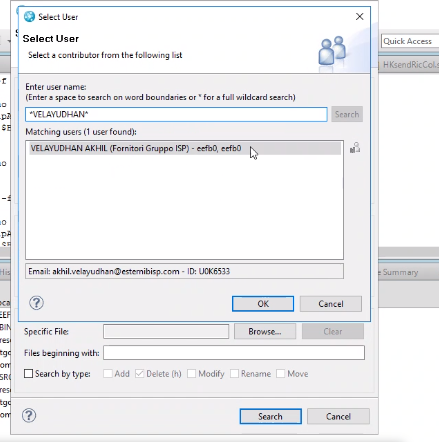 Select User
Select User
Select a contributor from the following list
Quick Access
HKsendRicCol.
Enter user name:
(Enter a space to search on word boundaries or * for a full wildcard search)
*VELAYUDHAN*
Search
Matching users (1 user found):
VELAYUDHAN AKHIL (Fornitori Gruppo ISP) - eefb0, eefb0
Email: akhil.velayudhan@esternibisp.com - ID: U0K6533
e Summary
OK
Cancel
Specific File:
Browse...
Clear
Files beginning with:
Search by type:
Add
Delete (h)
Modify
Rename
Move
Search
Cancel